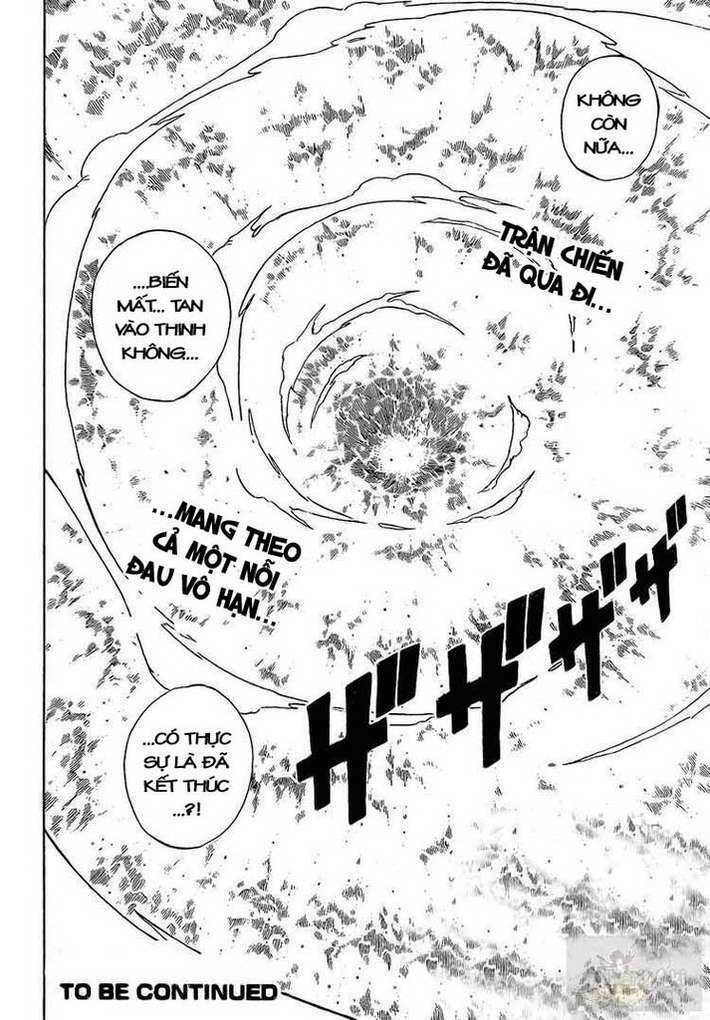 KHÔNG
CÒN
NỮA...
TRẬN CHIẾN
ĐÃ QUA ĐI...
....BIẾN
MẤT... TAN
VÀO THINH
KHÔNG...
...MANG THEO
CẢ MỘT NỖI
ĐAU VÔ HẠN...
ザザザザ
...CÓ THỰC
SỰ LÀ ĐÃ
KẾT THÚC
...?!
TO BE CONTINUED